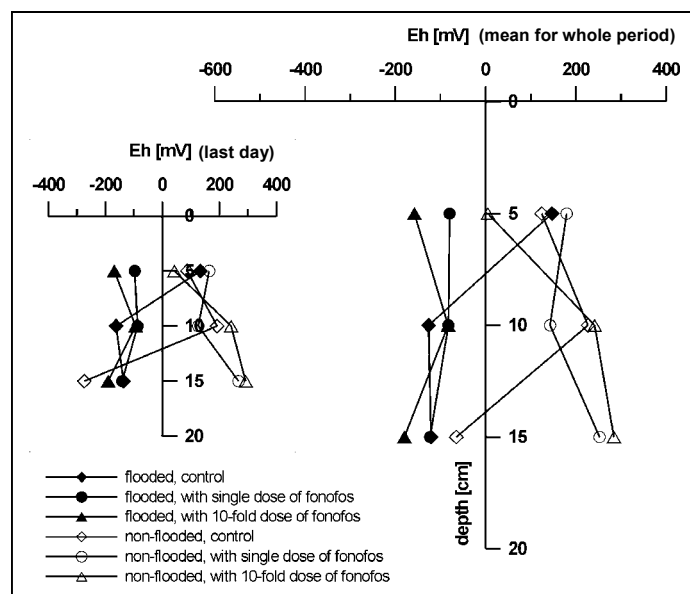 Eh [mV] (mean for whole period)
-600 -400 -200 0 200 400
0
5
10
15
20
depth [cm]
Eh [mV] (last day)
-400 -200 0 200 400
0
5
10
15
20
flooded, control
flooded, with single dose of fonofos
flooded, with 10-fold dose of fonofos
non-flooded, control
non-flooded, with single dose of fonofos
non-flooded, with 10-fold dose of fonofos